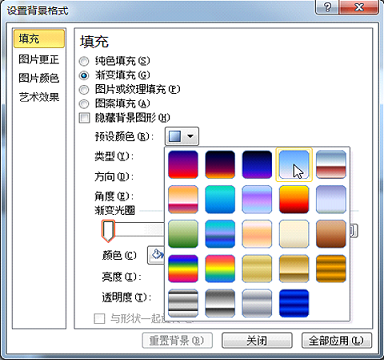 设置背景格式
填充
图片更正
图片颜色
艺术效果
填充
纯色填充(S)
渐变填充(G)
图片或纹理填充(P)
图案填充(A)
隐藏背景图形(H)
预设颜色(R):
类型(Y):
方向(D):
角度(E):
渐变光圈
颜色(C)
亮度(I):
透明度(T):
与形状一起
重置背景(B)
关闭
全部应用(L)